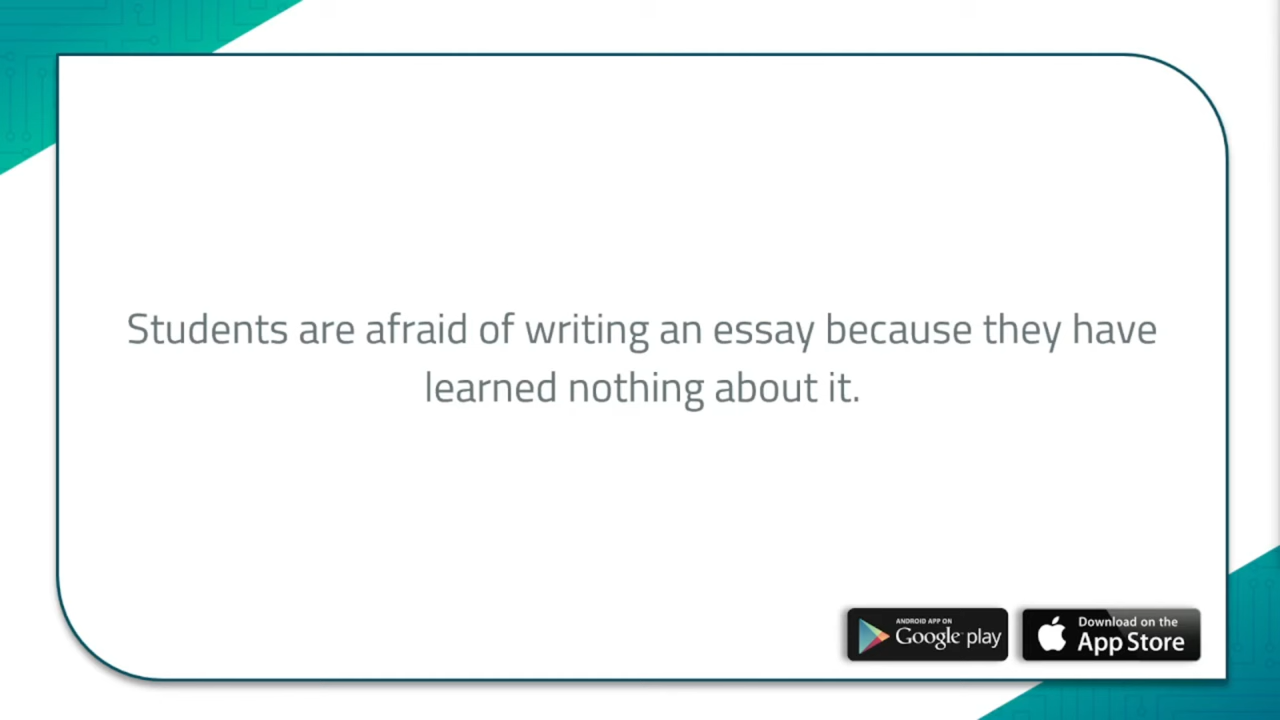 Students are afraid of writing an essay because they have
learned nothing about it.
ANDROID APP ON
Google play
Download on the
App Store